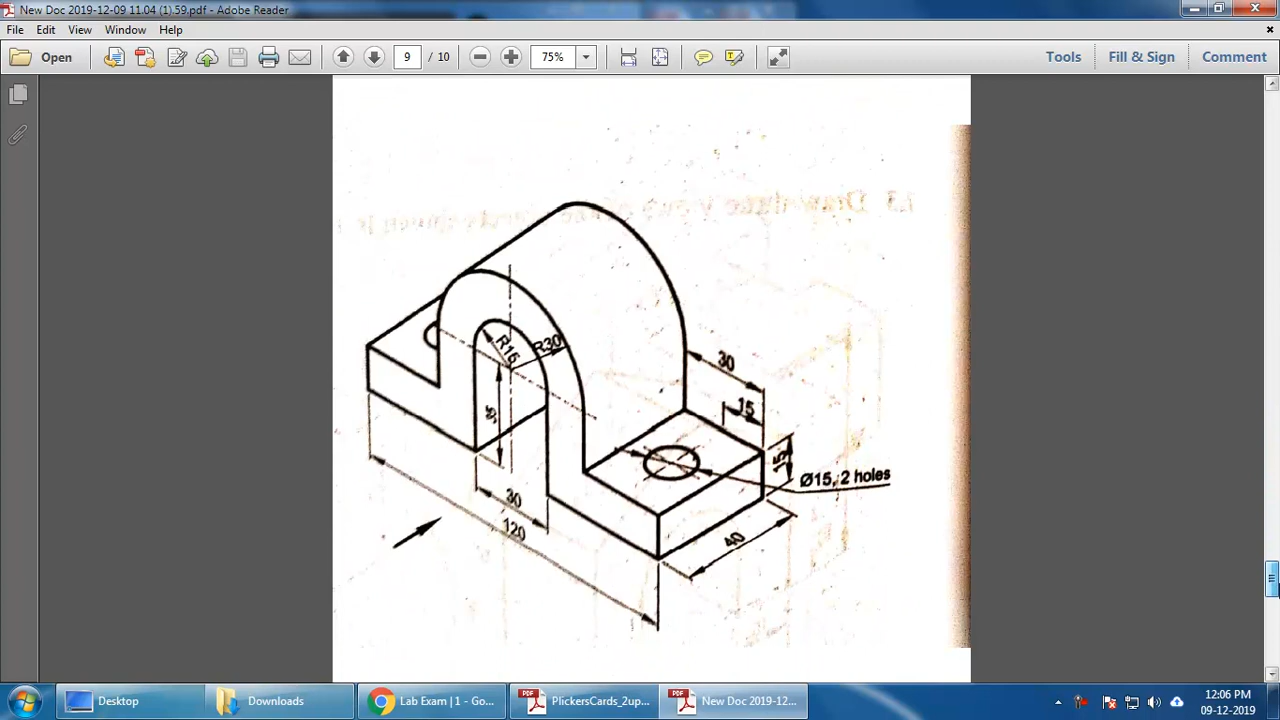 New Doc 2019-12-09 11.04 (1).59.pdf - Adobe Reader
File Edit View Window Help
Open 9 / 10 75% Tools Fill & Sign Comment
R15
R30
30
15
15
Ø15, 2 holes
30
120
40
Desktop Downloads Lab Exam | 1 - Go... PlickersCards_2up... New Doc 2019-12... 12:06 PM
09-12-2019